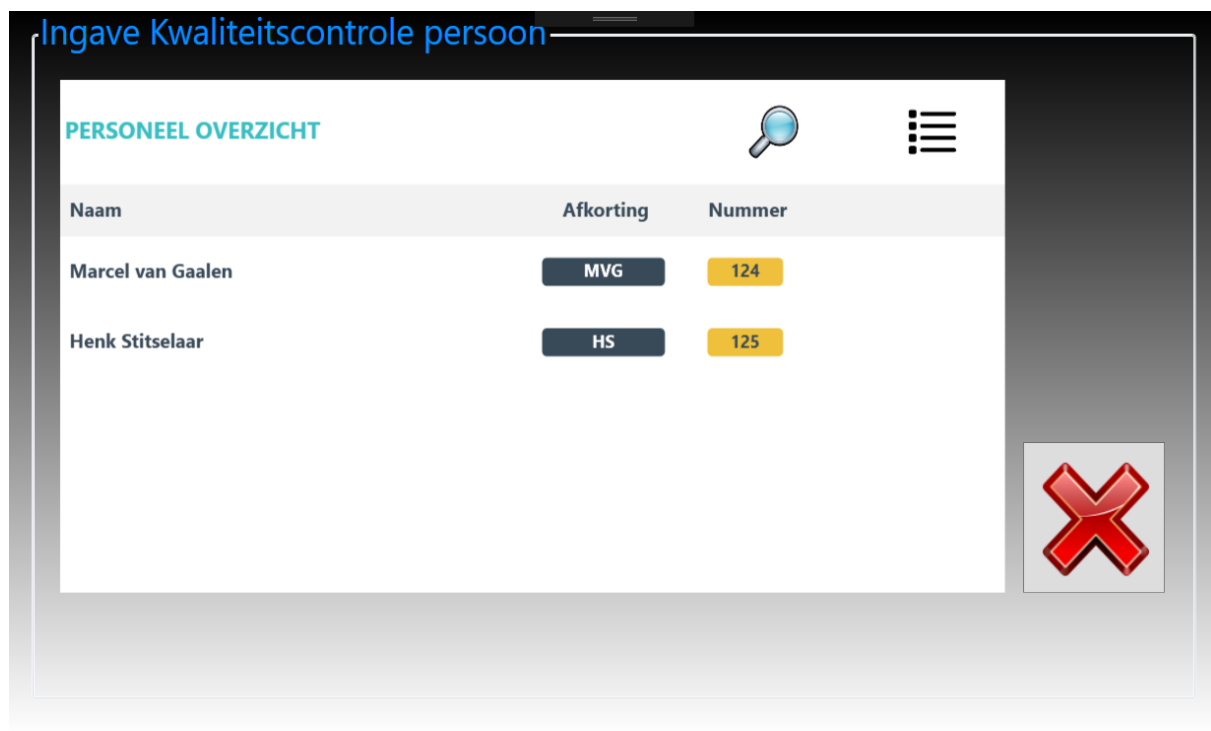 Ingave Kwaliteitscontrole persoon
PERSONEEL OVERZICHT
Naam Afkorting Nummer
Marcel van Gaalen MVG 124
Henk Stitselaar HS 125